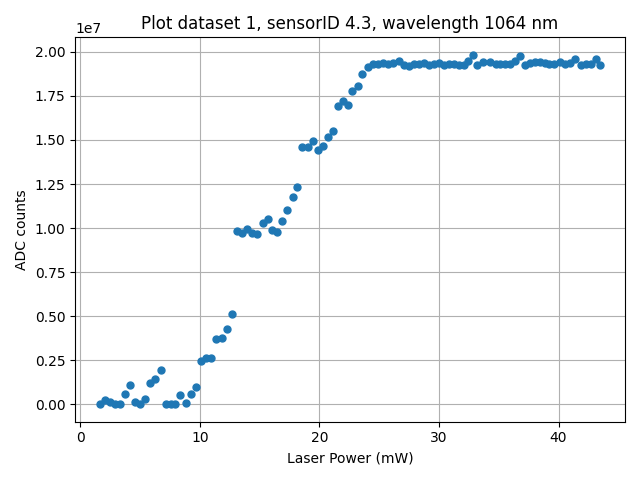 Plot dataset 1, sensorID 4.3, wavelength 1064 nm
1e7
2.00
1.75
1.50
1.25
1.00
0.75
0.50
0.25
0.00
ADC counts
0 10 20 30 40
Laser Power (mW)